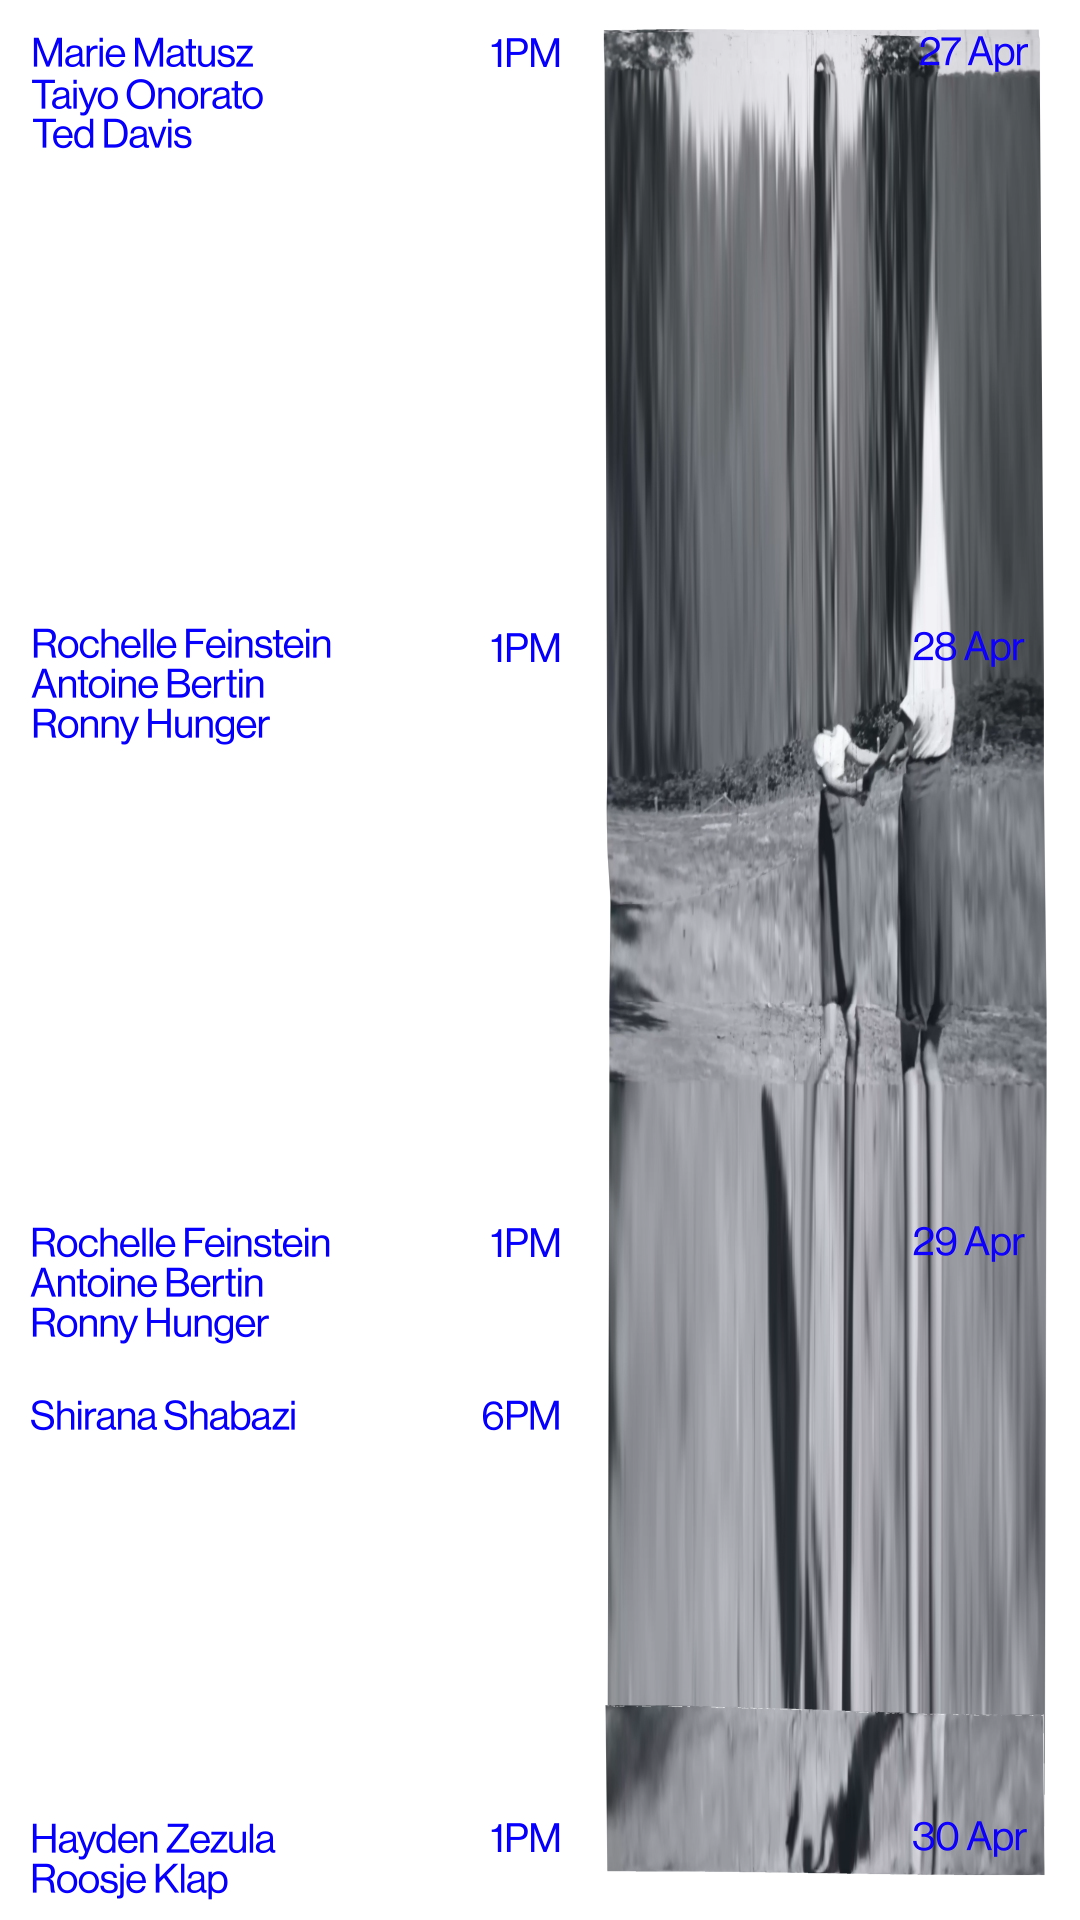 Marie Matusz 1PM 27 Apr
Taiyo Onorato
Ted Davis
Rochelle Feinstein 1PM 28 Apr
Antoine Bertin
Ronny Hunger
Rochelle Feinstein 1PM 29 Apr
Antoine Bertin
Ronny Hunger
Shirana Shabazi 6PM
Hayden Zezula 1PM 30 Apr
Roosje Klap